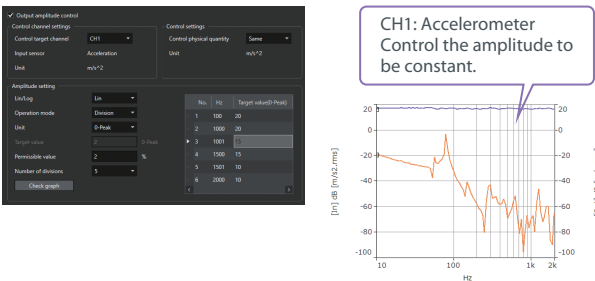 ✓ Output amplitude control
Control channel settings
Control target channel CH1
Input sensor Acceleration
Unit m/s^2
Control settings
Control physical quantity Same
Unit m/s^2
Amplitude setting
Lin/Log Lin
Operation mode Division
Unit 0-Peak
Target value 2 0-Peak
Permissible value 2 %
Number of divisions 5
Check graph
No. Hz Target value(0-Peak)
1 100 20
2 1000 20
3 1001 15
4 1500 15
5 1501 10
6 2000 10
CH1: Accelerometer
Control the amplitude to
be constant.
[In] dB [m/s2,rms]
20
0
-20
-40
-60
-80
-100
20
0
-20
-40
-60
-80
-100
10 100 1k 2k
Hz